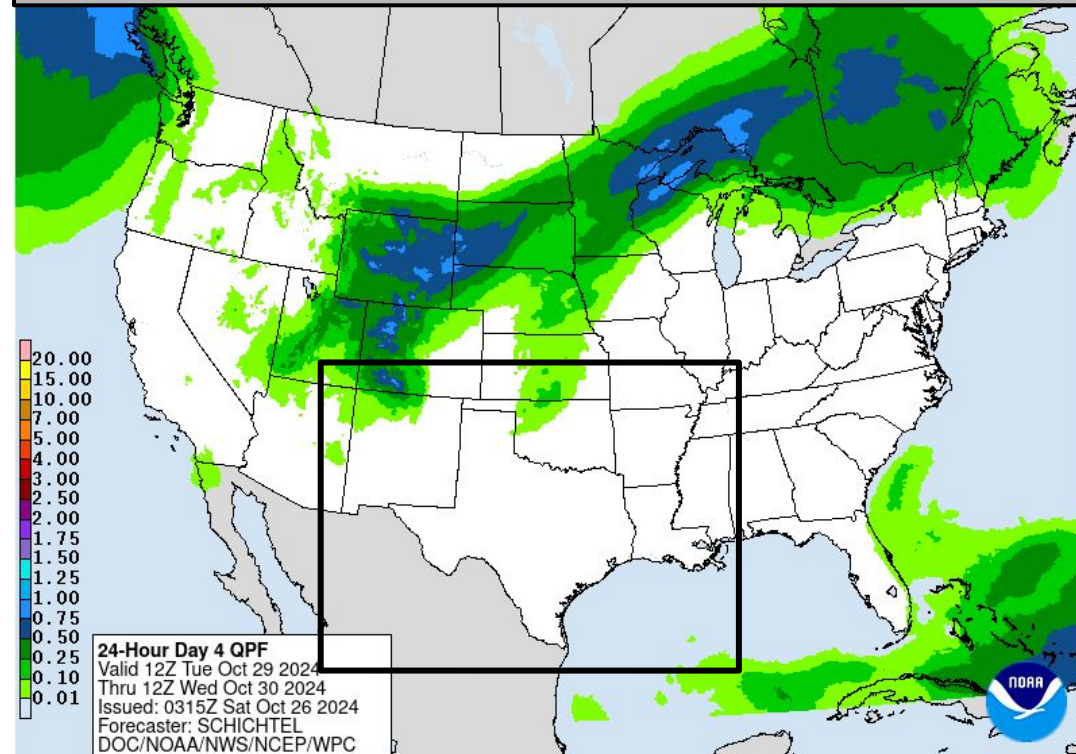 20.00
15.00
10.00
7.00
5.00
4.00
3.00
2.50
2.00
1.75
1.50
1.25
1.00
0.75
0.50
0.25
0.10
0.01
24-Hour Day 4 QPF
Valid 12Z Tue Oct 29 2024
Thru 12Z Wed Oct 30 2024
Issued: 0315Z Sat Oct 26 2024
Forecaster: SCHICHTEL
DOC/NOAA/NWS/NCEP/WPC
NOAA